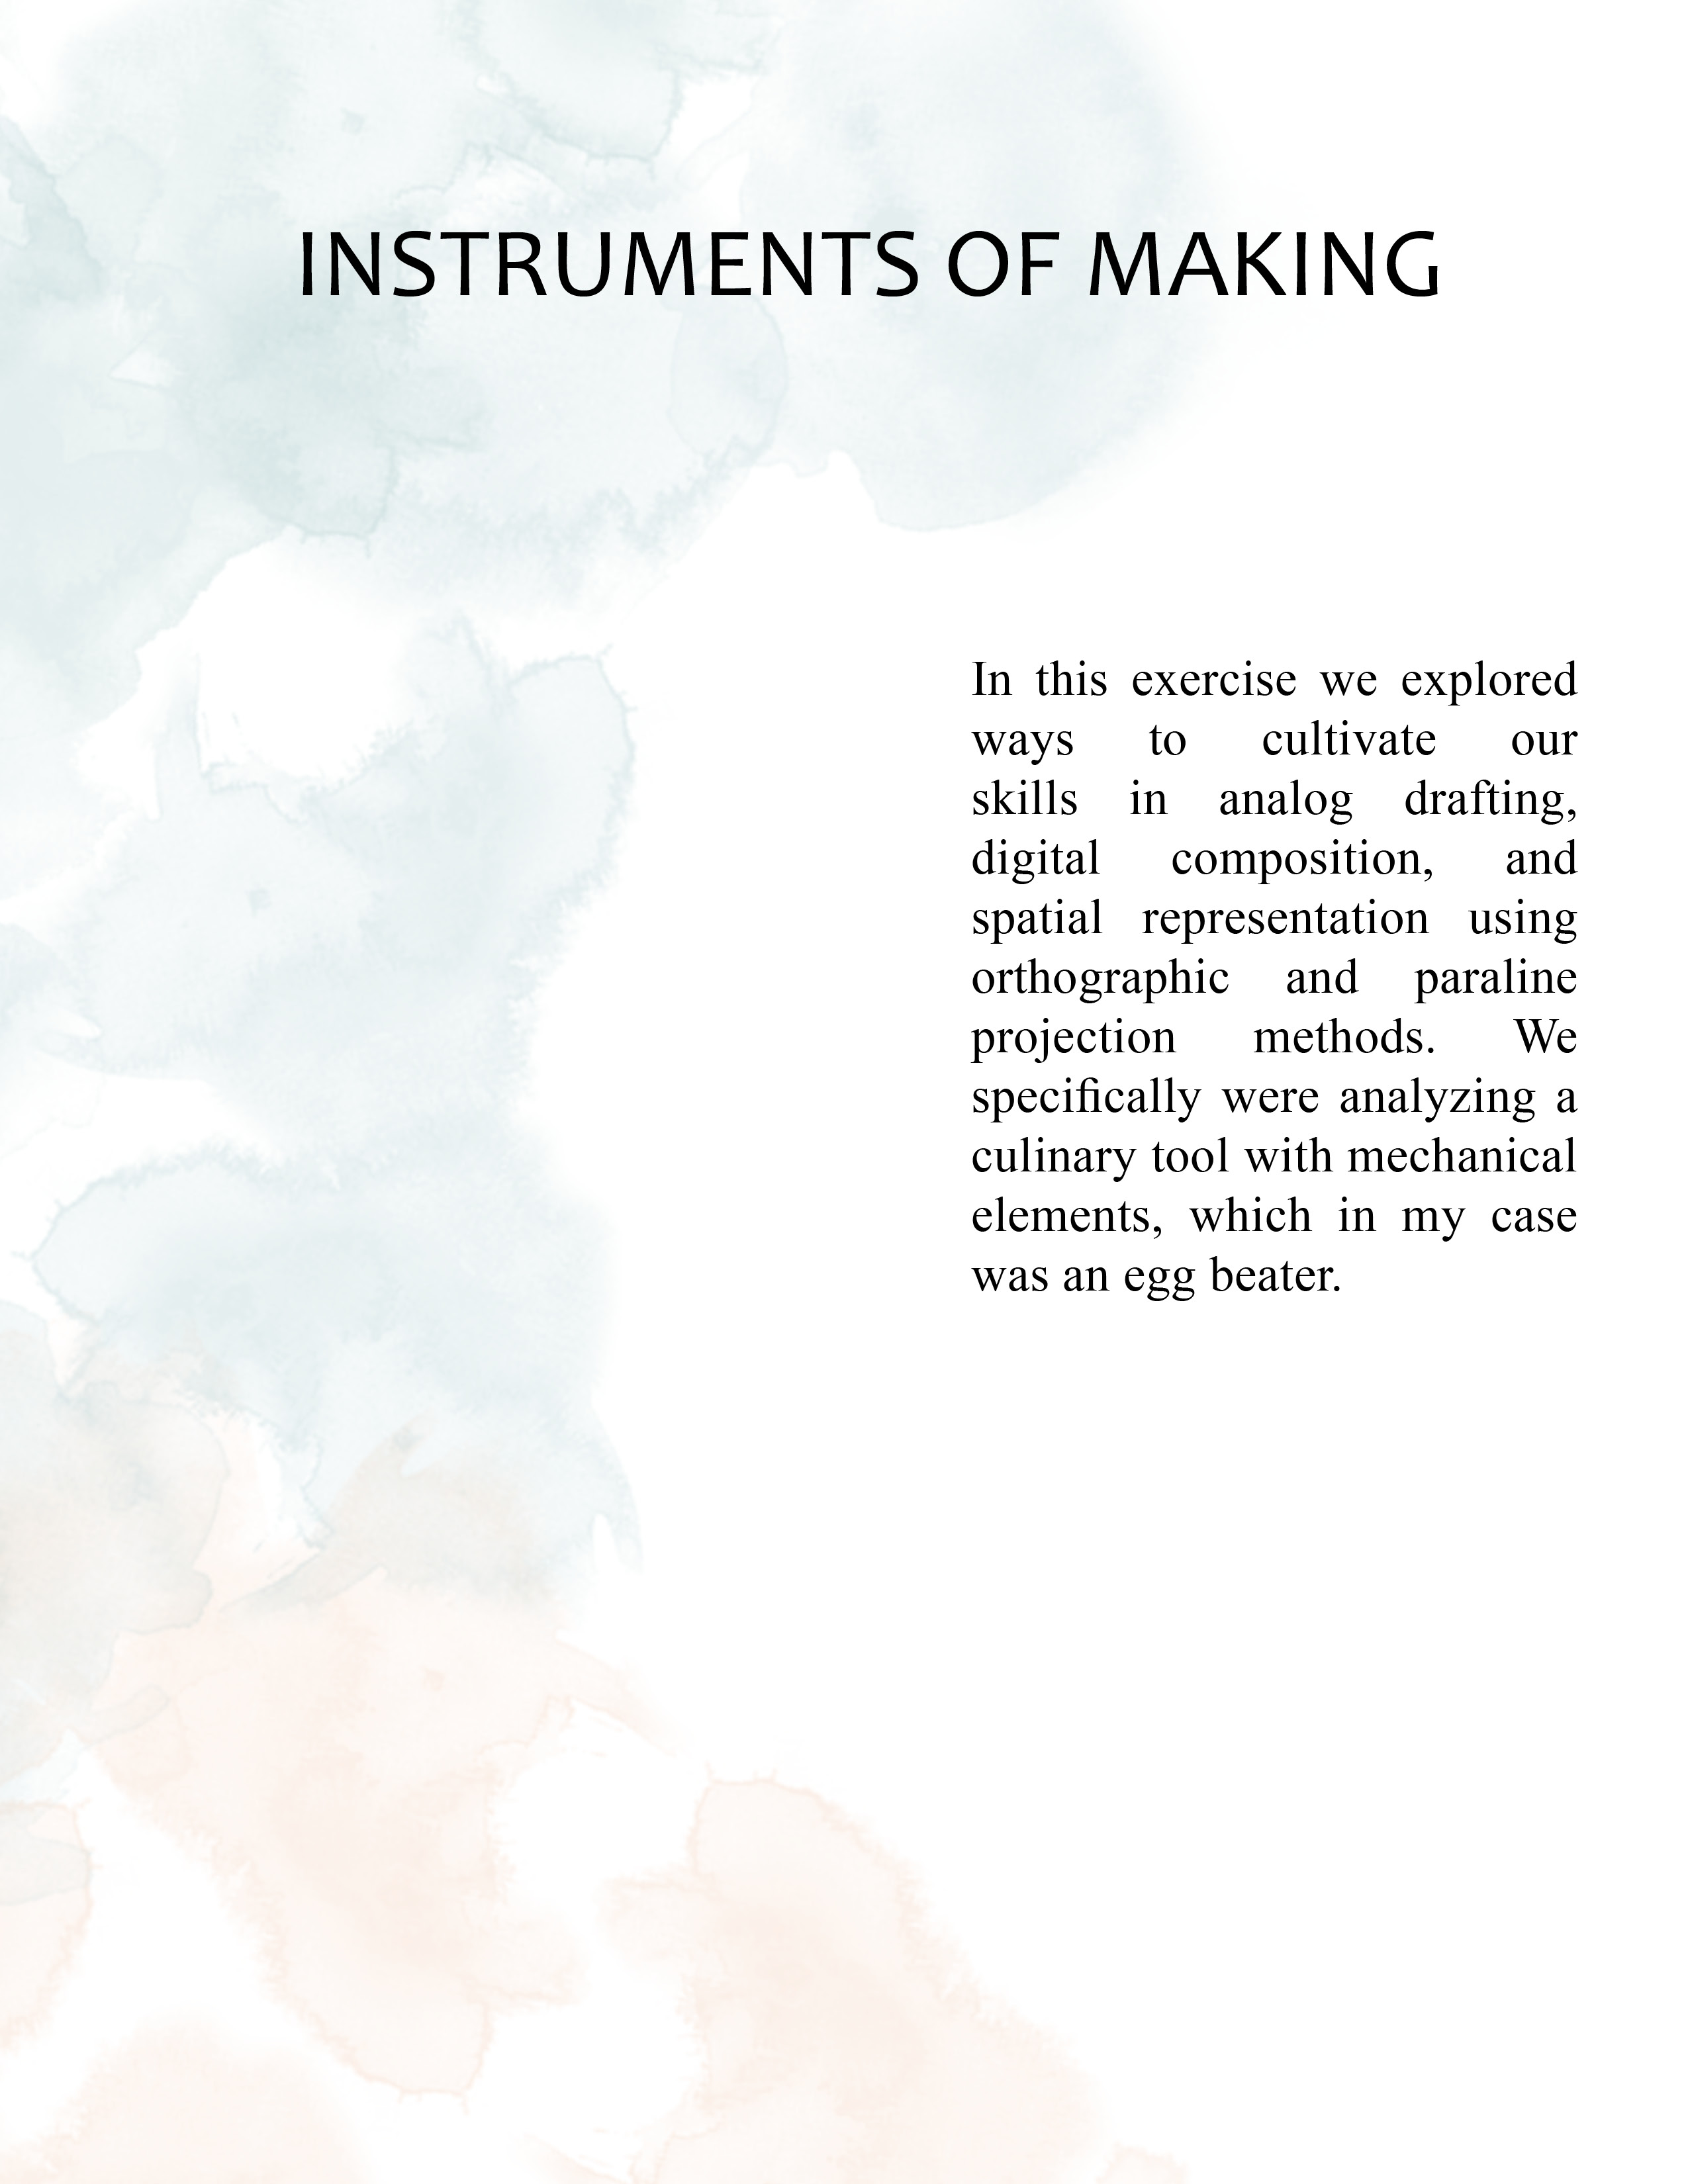 INSTRUMENTS OF MAKING
In this exercise we explored
ways to cultivate our
skills in analog drafting,
digital composition, and
spatial representation using
orthographic and paraline
projection methods. We
specifically were analyzing a
culinary tool with mechanical
elements, which in my case
was an egg beater.